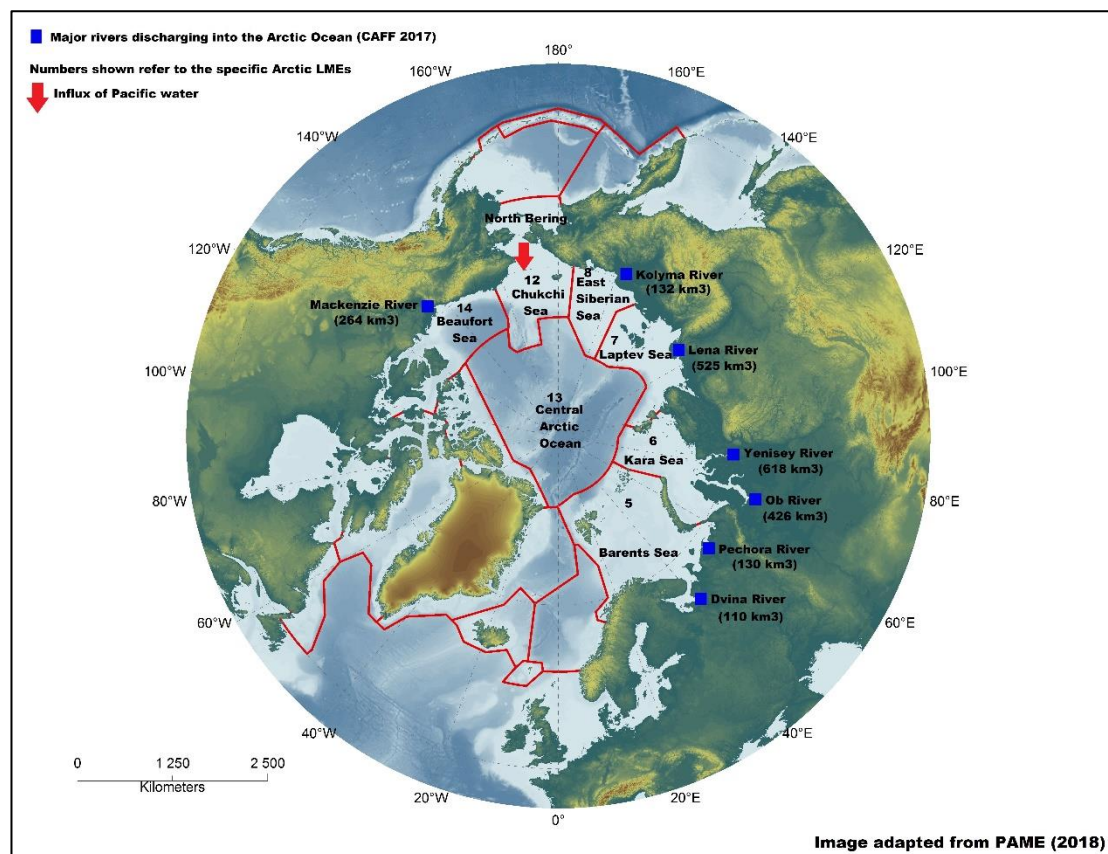 Major rivers discharging into the Arctic Ocean (CAFF 2017)
Numbers shown refer to the specific Arctic LMEs
Influx of Pacific water
180°
160°W
160°E
140°W
140°E
120°W
120°E
100°W
100°E
80°W
80°E
60°W
60°E
40°W
40°E
20°W
20°E
0°
North Bering
12
Chukchi
Sea
8
East
Siberian
Sea
Kolyma River
(132 km3)
Mackenzie River
(264 km3)
14
Beaufort
Sea
7
Laptev Sea
Lena River
(525 km3)
13
Central
Arctic
Ocean
6
Kara Sea
Yenisey River
(618 km3)
Ob River
(426 km3)
5
Barents Sea
Pechora River
(130 km3)
Dvina River
(110 km3)
0 1 250 2 500
Kilometers
Image adapted from PAME (2018)